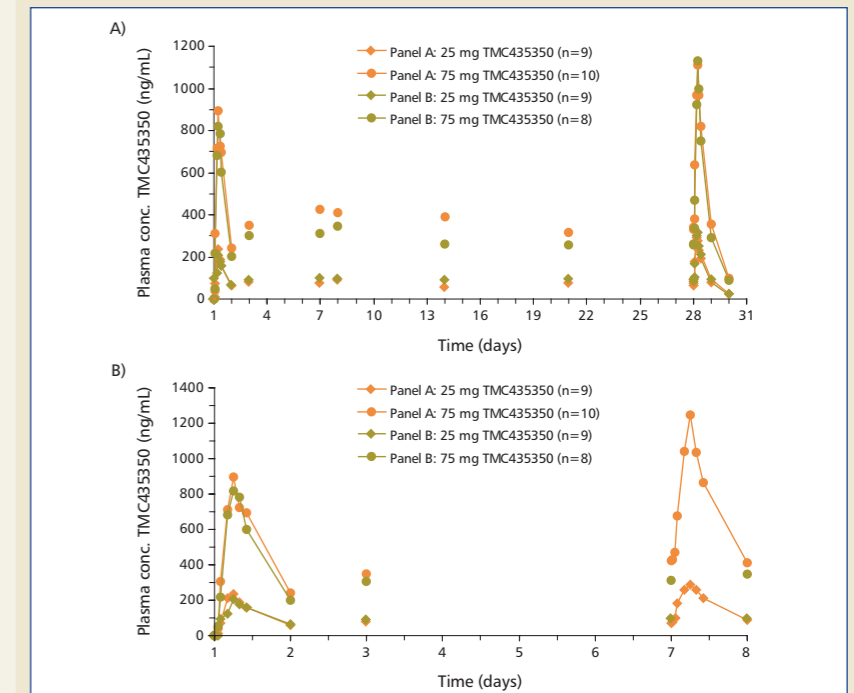 A)
Plasma conc. TMC435350 (ng/mL)
1200
1000
800
600
400
200
0
Panel A: 25 mg TMC435350 (n=9)
Panel A: 75 mg TMC435350 (n=10)
Panel B: 25 mg TMC435350 (n=9)
Panel B: 75 mg TMC435350 (n=8)
1 4 7 10 13 16 19 22 25 28 31
Time (days)
B)
Plasma conc. TMC435350 (ng/mL)
1400
1200
1000
800
600
400
200
0
Panel A: 25 mg TMC435350 (n=9)
Panel A: 75 mg TMC435350 (n=10)
Panel B: 25 mg TMC435350 (n=9)
Panel B: 75 mg TMC435350 (n=8)
1 2 3 4 5 6 7 8
Time (days)